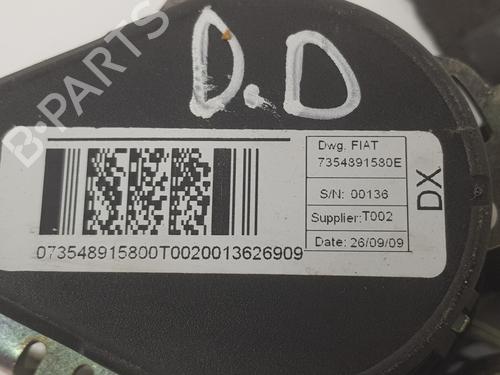 D.D
B-PARTS
Dwg. FIAT
7354891580E
S/N: 00136
Supplier: T002
Date: 26/09/09
DX
073548915800T0020013626909